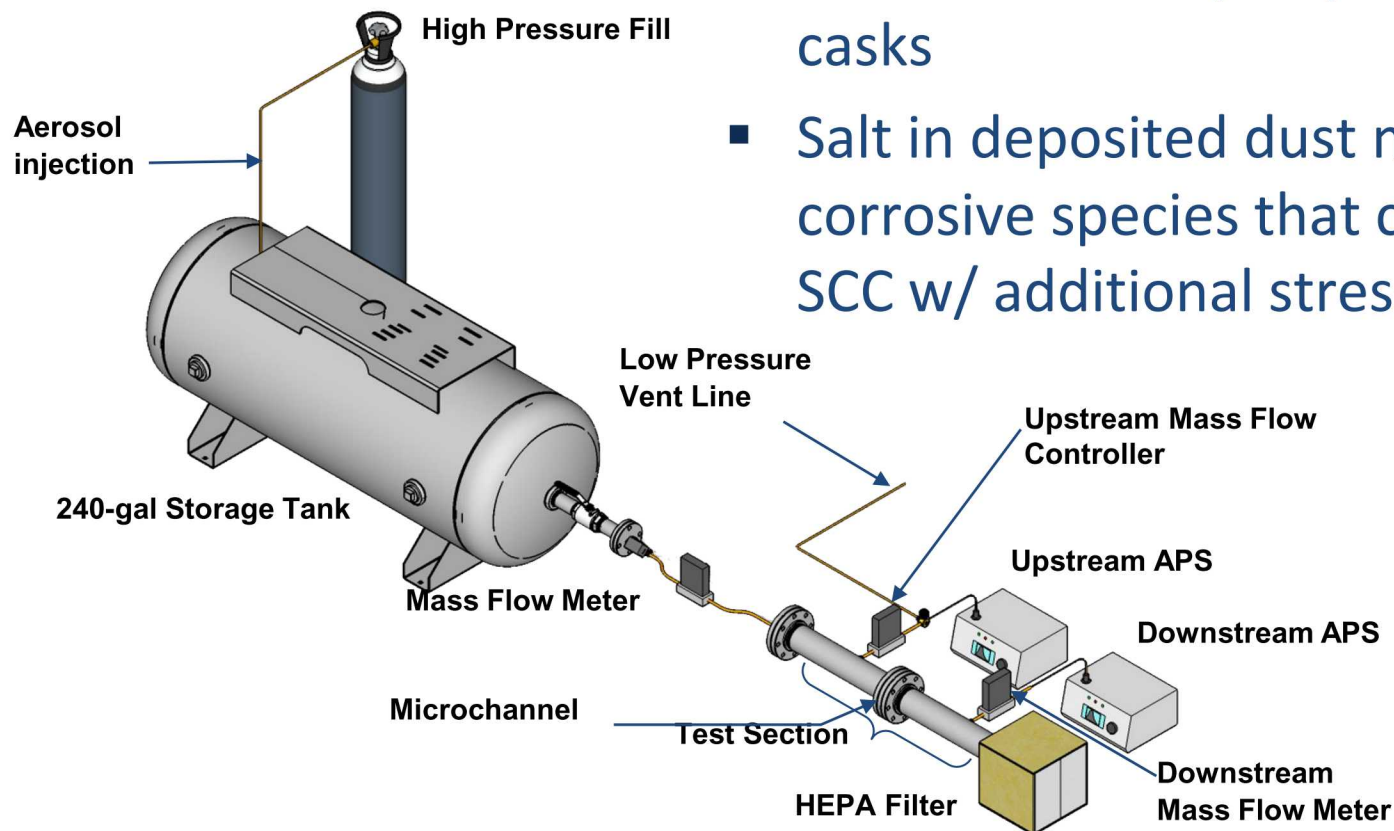 High Pressure Fill
casks
Aerosol
injection
▪ Salt in deposited dust
corrosive species that
SCC w/ additional
Low Pressure
Vent Line
Upstream Mass Flow
Controller
240-gal Storage Tank
Upstream APS
Mass Flow Meter
Downstream APS
Microchannel
Test Section
HEPA Filter
Downstream
Mass Flow Meter